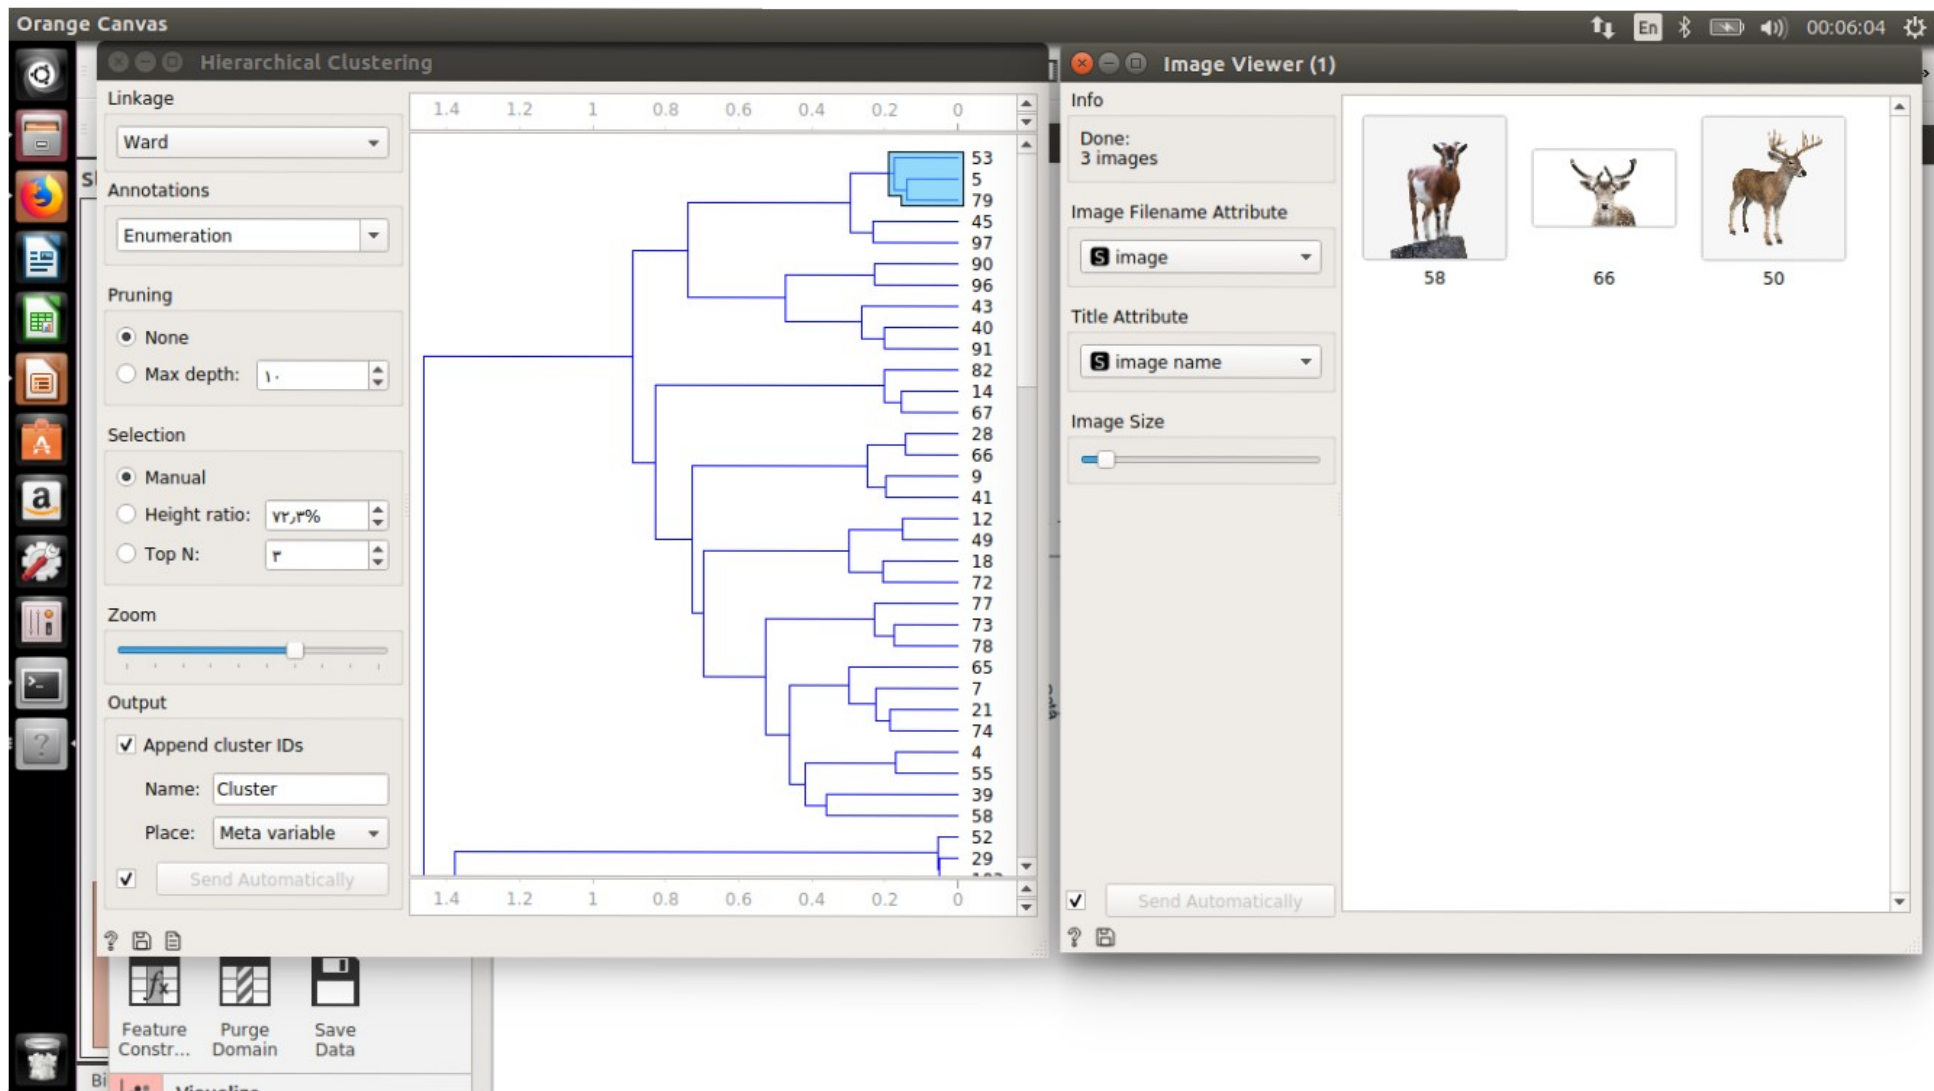 Orange Canvas
En
00:06:04
Hierarchical Clustering
Linkage
Ward
Annotations
Enumeration
Pruning
None
Max depth: ۱۰
Selection
Manual
Height ratio: ۷۲٫۳%
Top N: ۳
Zoom
Output
Append cluster IDs
Name: Cluster
Place: Meta variable
Send Automatically
1.4 1.2 1 0.8 0.6 0.4 0.2 0
53
5
79
45
97
90
96
43
40
91
82
14
67
28
66
9
41
12
49
18
72
77
73
78
65
7
21
74
4
55
39
58
52
29
1.4 1.2 1 0.8 0.6 0.4 0.2 0
Image Viewer (1)
Info
Done:
3 images
Image Filename Attribute
S image
Title Attribute
S image name
Image Size
Send Automatically
58 66 50
Feature
Constr...
Purge
Domain
Save
Data
Bi